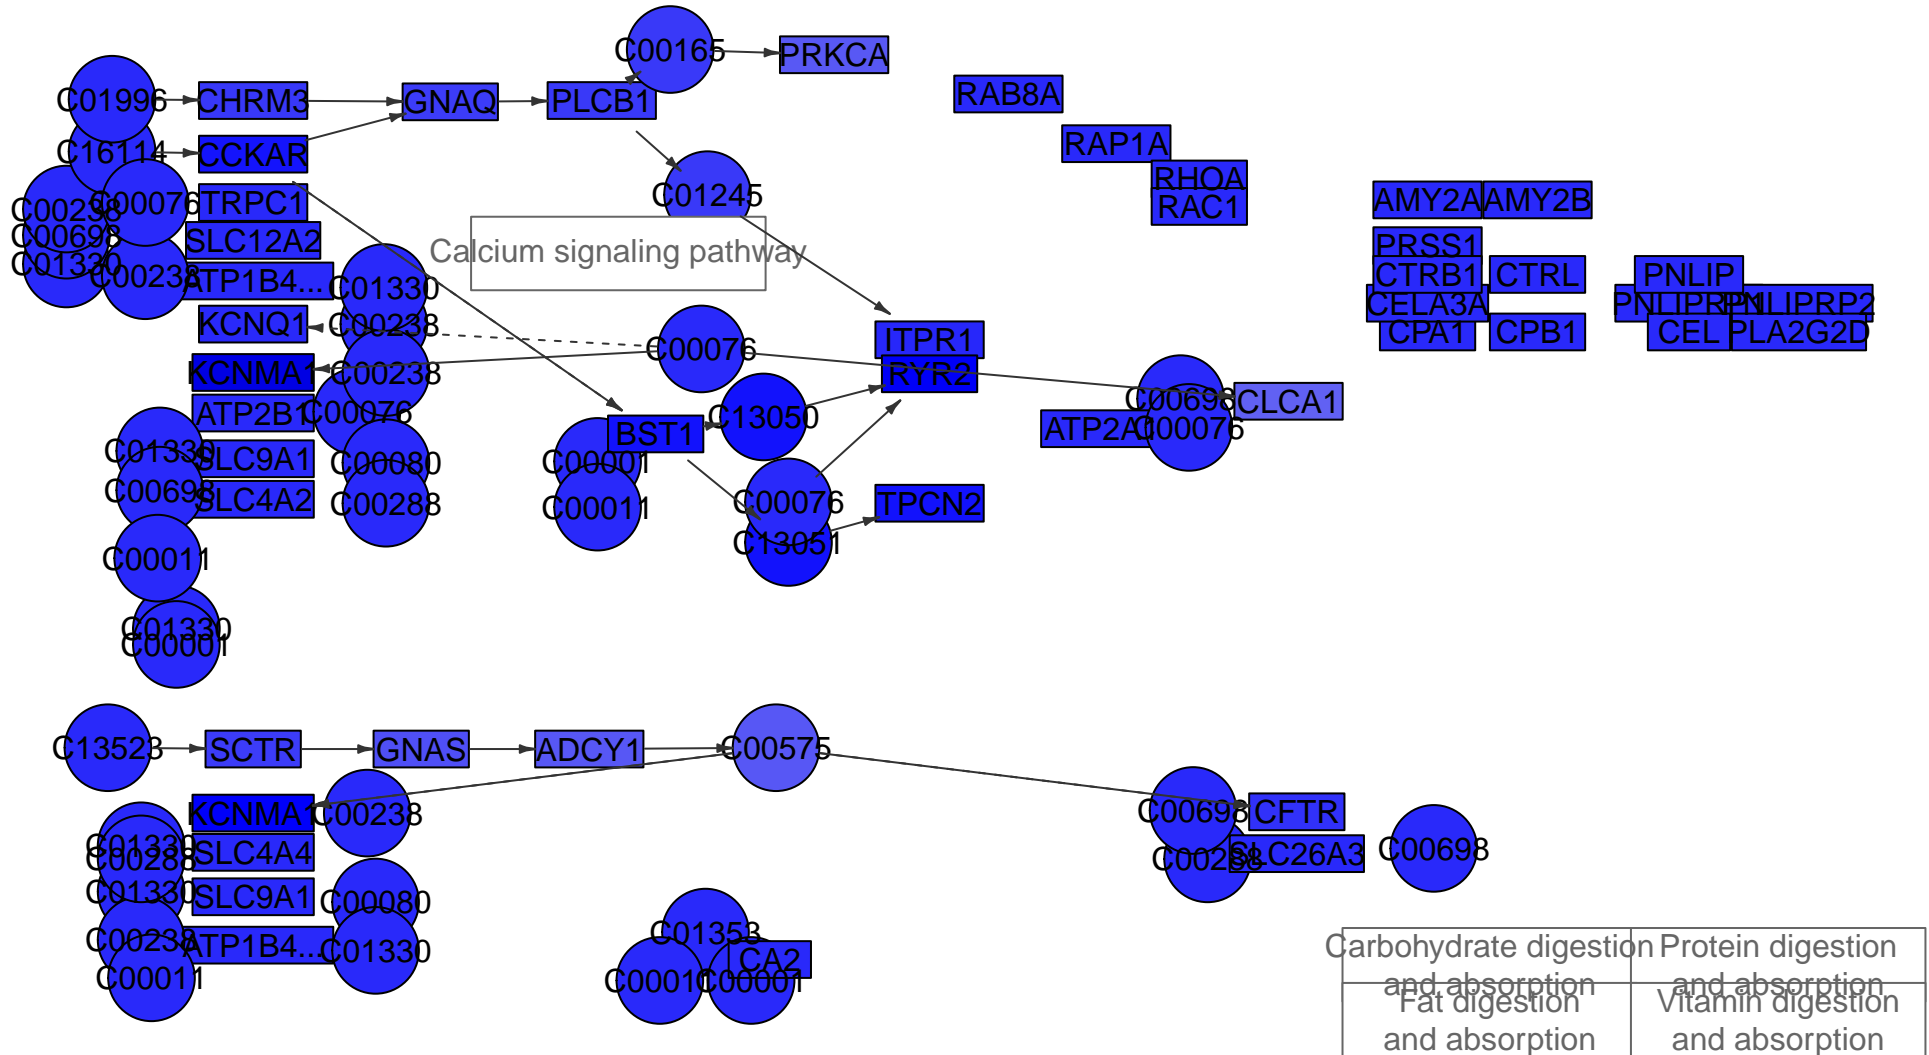 C00165
PRKCA
C01996
CHRM3
GNAQ
PLCB1
RAB8A
C16114
CCKAR
RAP1A
C00238
C00076
TRPC1
C01245
RHOA
RAC1
AMY2A
AMY2B
C00698
SLC12A2
Calcium signaling pathway
PRSS1
C01330
C00238
ATP1B4...
C01330
CTRB1
CTRL
PNLIP
CELA3A
PNLIPRP1
PNLIPRP2
KCNQ1
C00238
C00076
ITPR1
CPA1
CPB1
CEL
PLA2G2D
KCNMA1
C00238
RYR2
C00698
CLCA1
ATP2B1
C00076
C13050
BST1
ATP2A
C00076
C01330
SLC9A1
C00080
C00001
C00698
SLC4A2
C00288
C00011
C00076
TPCN2
C13051
C00011
C01330
C00001
C13523
SCTR
GNAS
ADCY1
C00575
KCNMA1
C00238
C00698
CFTR
C01330
C00288
SLC4A4
C00288
SLC26A3
C00698
C01330
SLC9A1
C00080
C00238
ATP1B4...
C01330
C01353
CA2
C00011
C00011
C00001
Carbohydrate digestion
and absorption
Protein digestion
and absorption
Fat digestion
and absorption
Vitamin digestion
and absorption